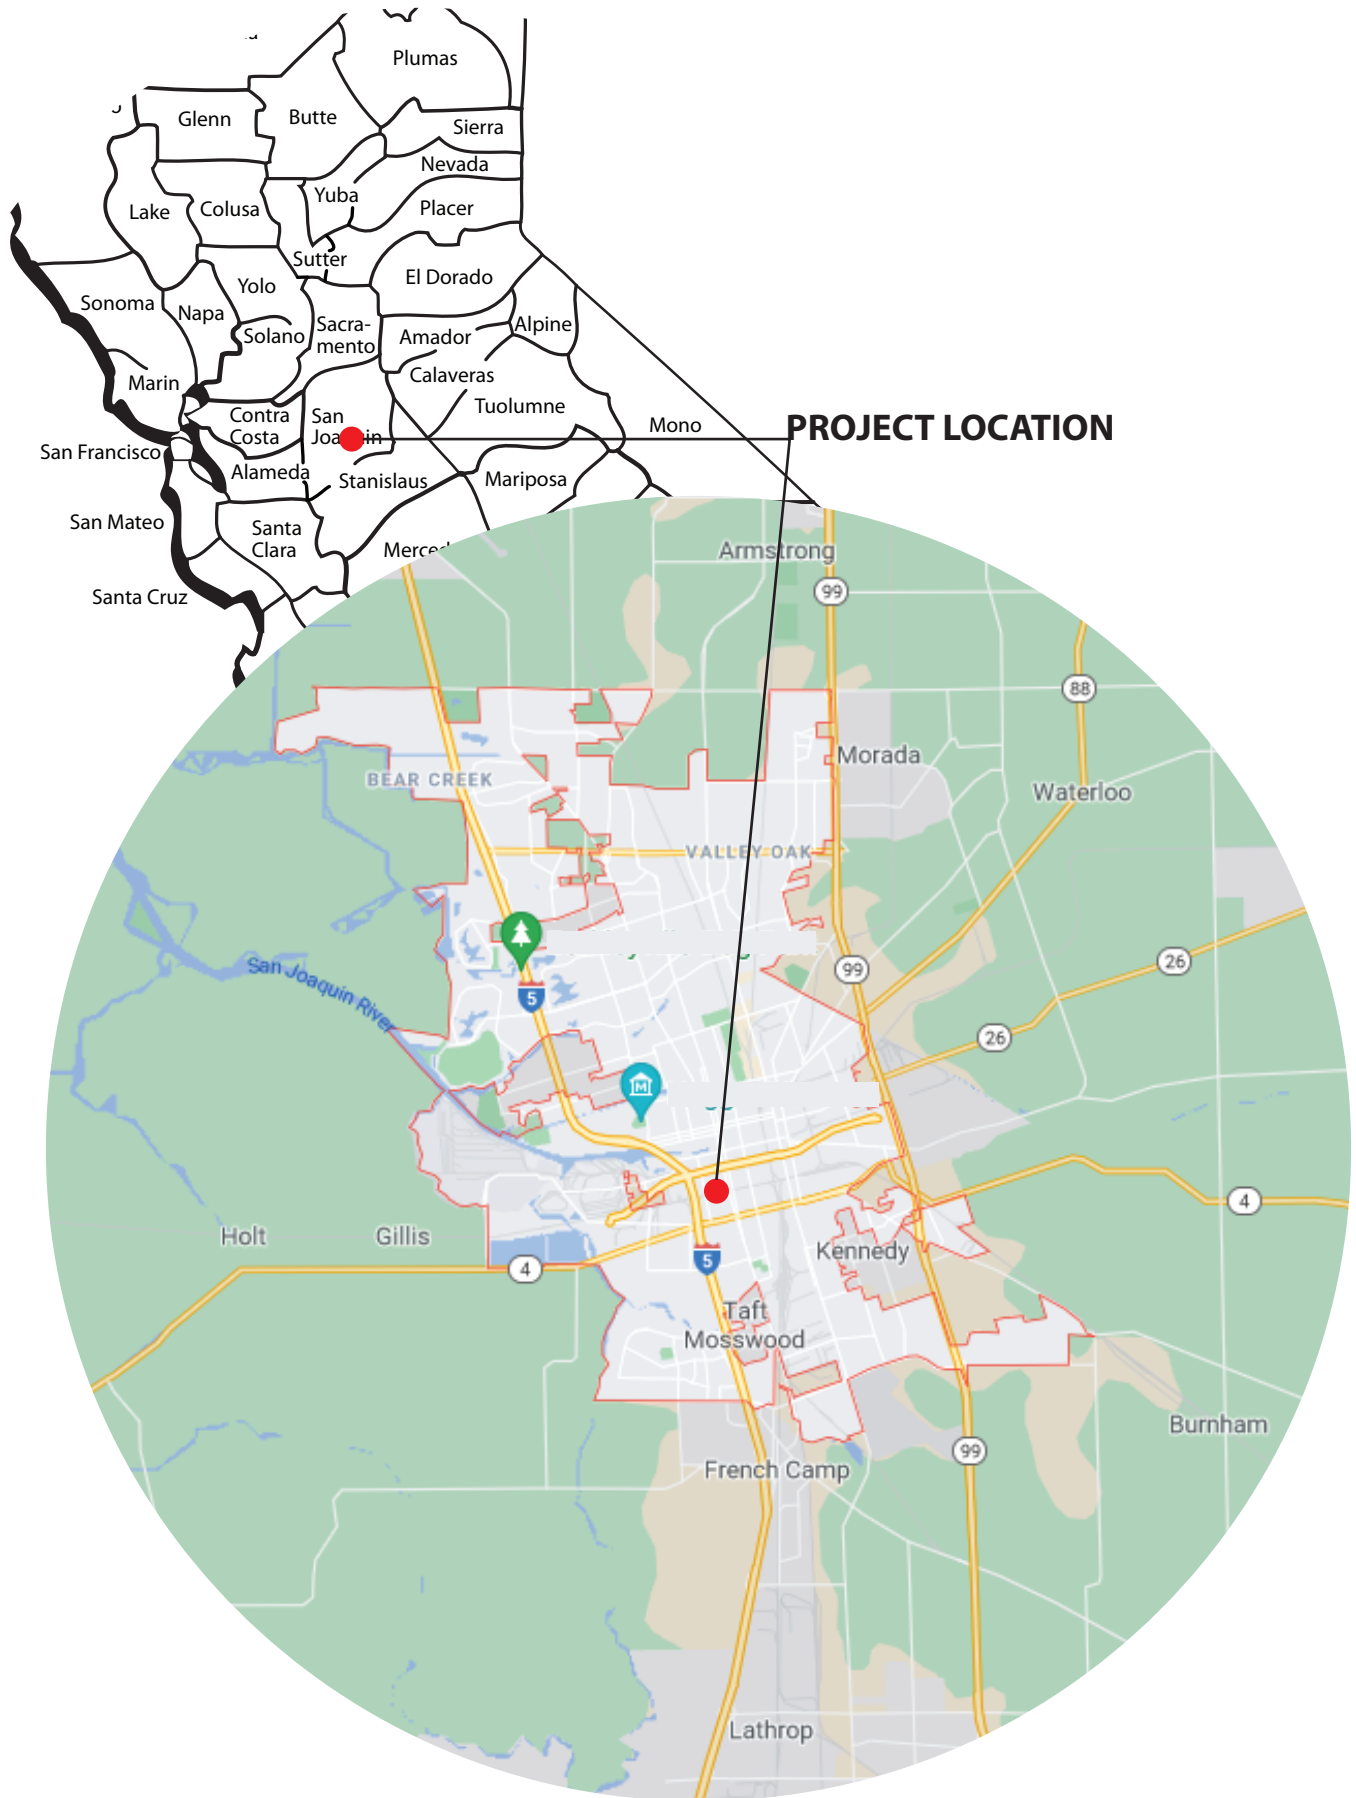 Plumas
Glenn
Butte
Sierra
Nevada
Yuba
Lake
Colusa
Placer
Sutter
El Dorado
Yolo
Sonoma
Napa
Solano
Sacra-
mento
Amador
Alpine
Calaveras
Marin
Tuolumne
Contra
Costa
San
Joaquin
Mono
PROJECT LOCATION
San Francisco
Alameda
Stanislaus
Mariposa
San Mateo
Santa
Clara
Merced
Santa Cruz
Armstrong
99
88
Morada
BEAR CREEK
Waterloo
VALLEY OAK
San Joaquin River
5
99
26
26
M
4
Holt
Gillis
Kennedy
4
5
Taft
Mosswood
Burnham
99
French Camp
Lathrop